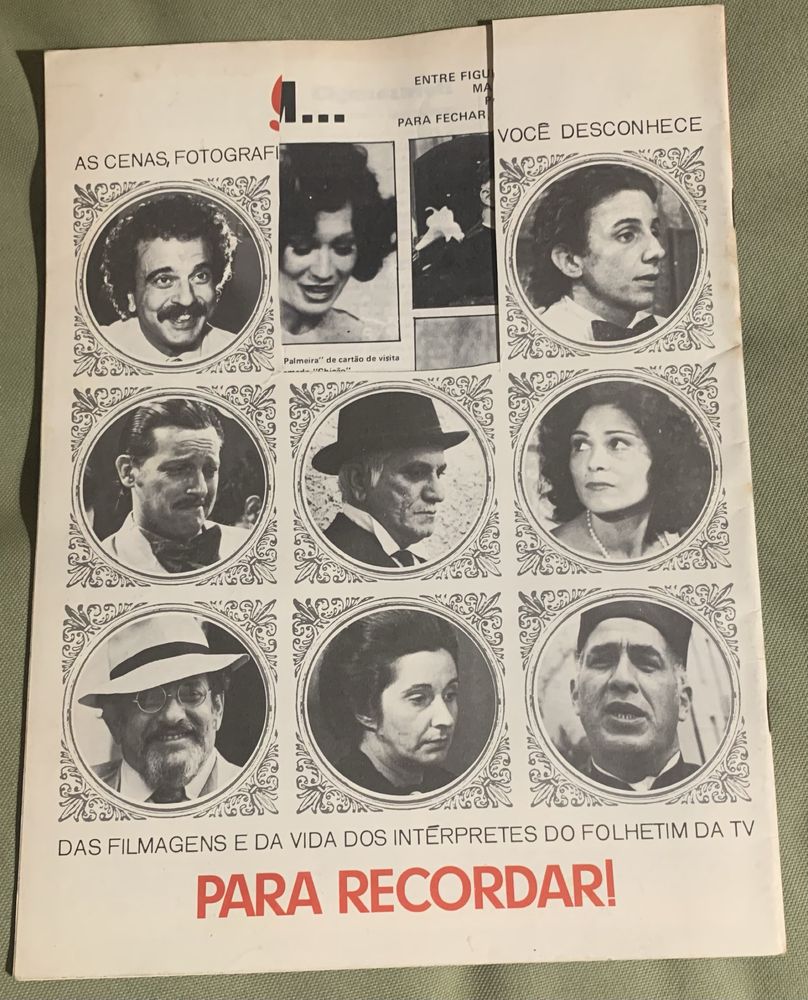 ENTRE FIGU
MA
PARA FECHAR
...
AS CENAS, FOTOGRAFI
VOCÊ DESCONHECE
Palmeira" de cartão de visita
DAS FILMAGENS E DA VIDA DOS INTÉRPRETES DO FOLHETIM DA TV
PARA RECORDAR!